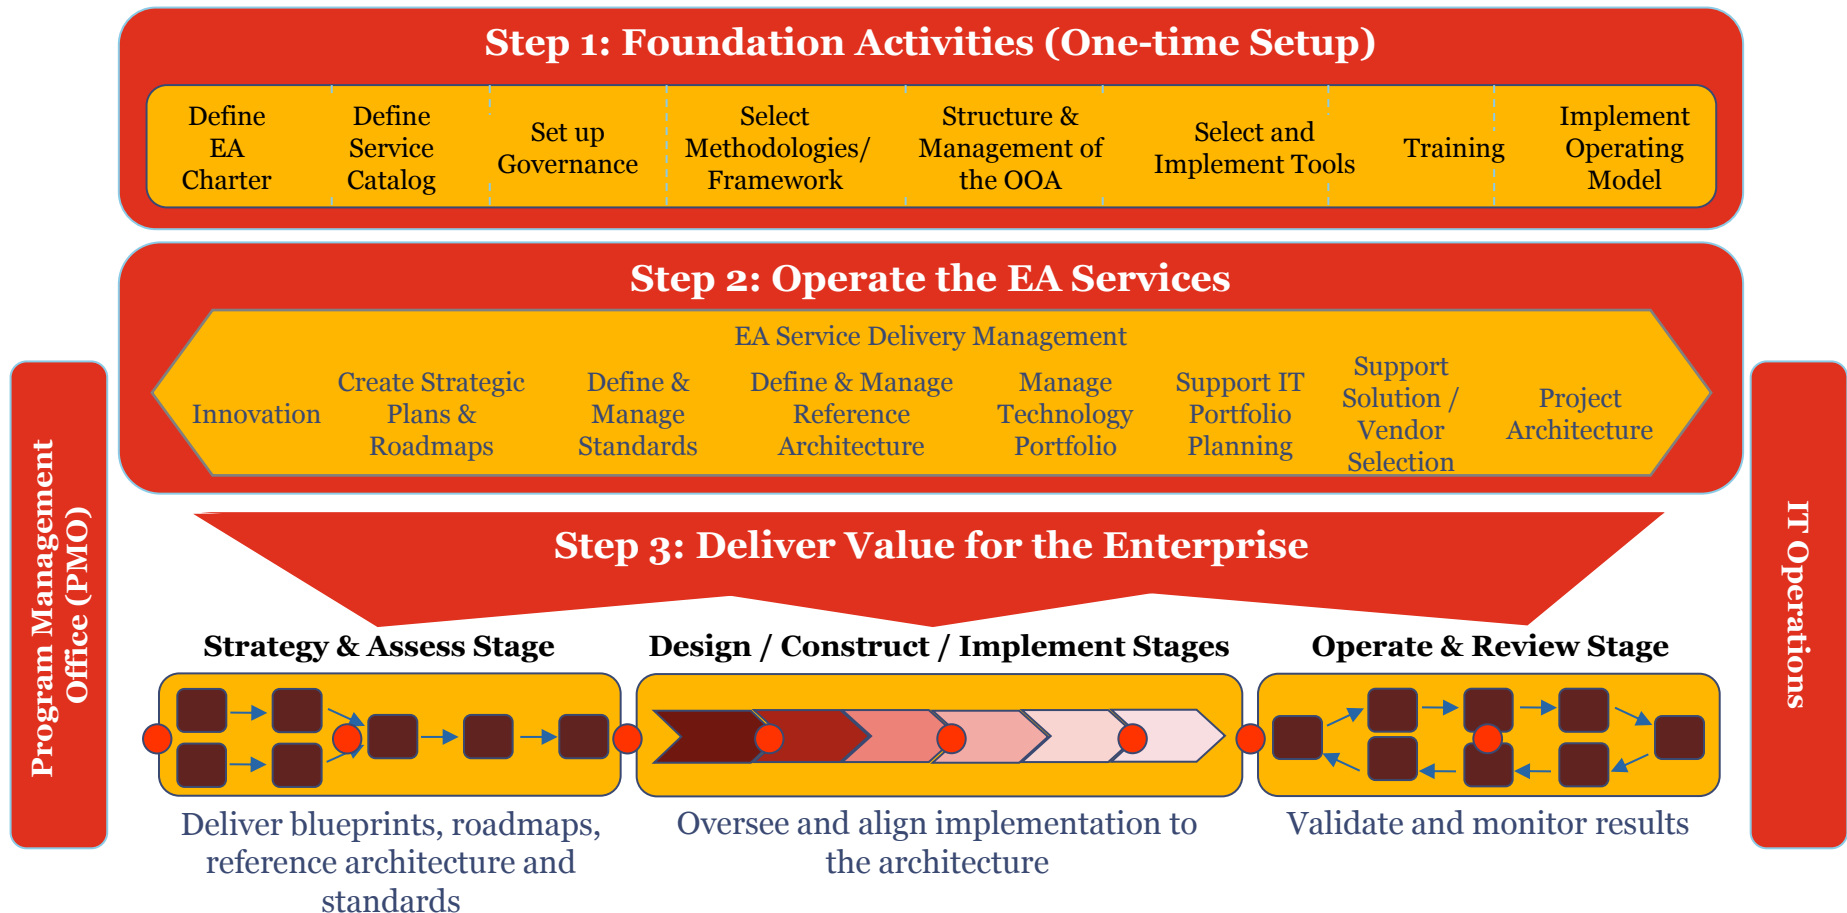 Step 1: Foundation Activities (One-time Setup)
Define
EA
Charter
Define
Service
Catalog
Set up
Governance
Select
Methodologies/
Framework
Structure &
Management of
the OOA
Select and
Implement Tools
Training
Implement
Operating
Model
Step 2: Operate the EA Services
EA Service Delivery Management
Innovation
Create Strategic
Plans &
Roadmaps
Define &
Manage
Standards
Define & Manage
Reference
Architecture
Manage
Technology
Portfolio
Support IT
Portfolio
Planning
Support
Solution /
Vendor
Selection
Project
Architecture
Program Management
Office (PMO)
IT Operations
Step 3: Deliver Value for the Enterprise
Strategy & Assess Stage
Deliver blueprints, roadmaps,
reference architecture and
standards
Design / Construct / Implement Stages
Oversee and align implementation to
the architecture
Operate & Review Stage
Validate and monitor results